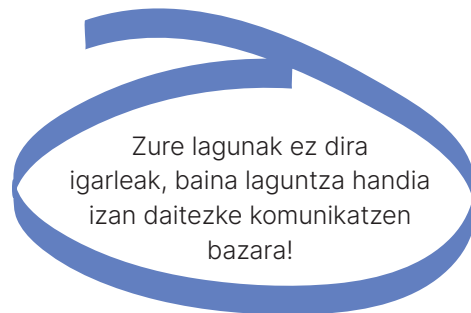 Zure lagunak ez dira
igarleak, baina laguntza handia
izan daitezke komunikatzen
bazara!